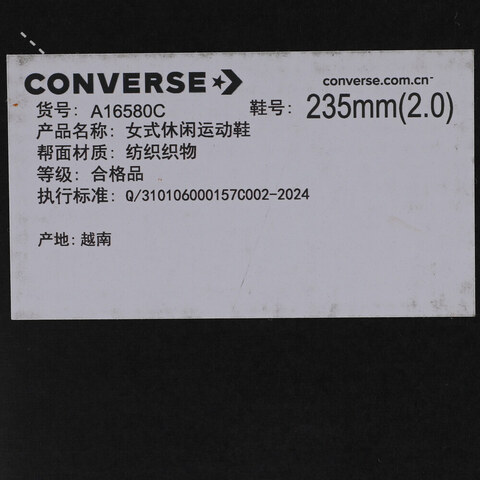 CONVERSE converse.com.cn
货号: A16580C 鞋号: 235mm(2.0)
产品名称: 女式休闲运动鞋
帮面材质: 纺织织物
等级: 合格品
执行标准: Q/310106000157C002-2024
产地: 越南